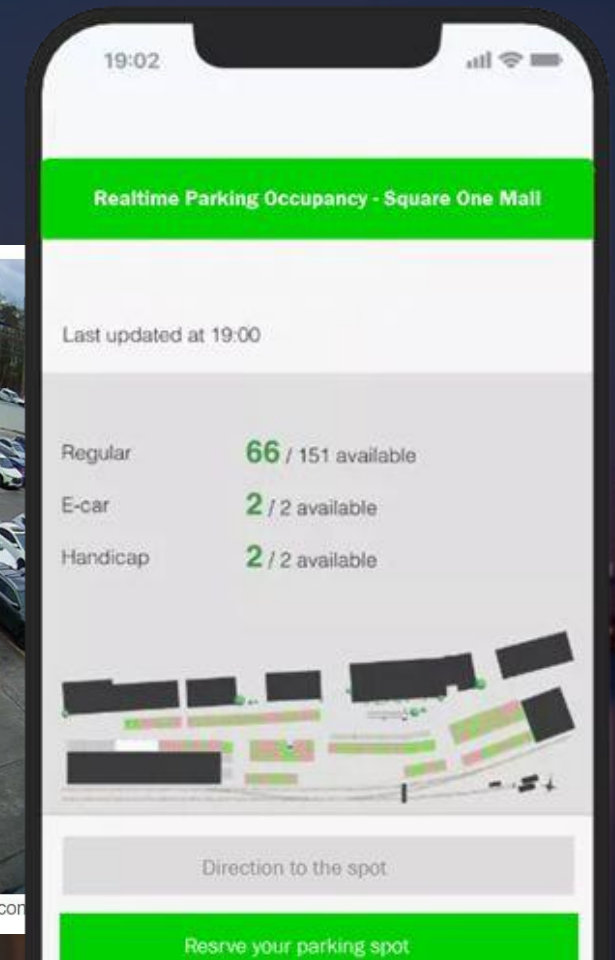 19:02
Realtime Parking Occupancy - Square One Mall
Last updated at 19:00
Regular 66 / 151 available
E-car 2 / 2 available
Handicap 2 / 2 available
Direction to the spot
Resrve your parking spot
con